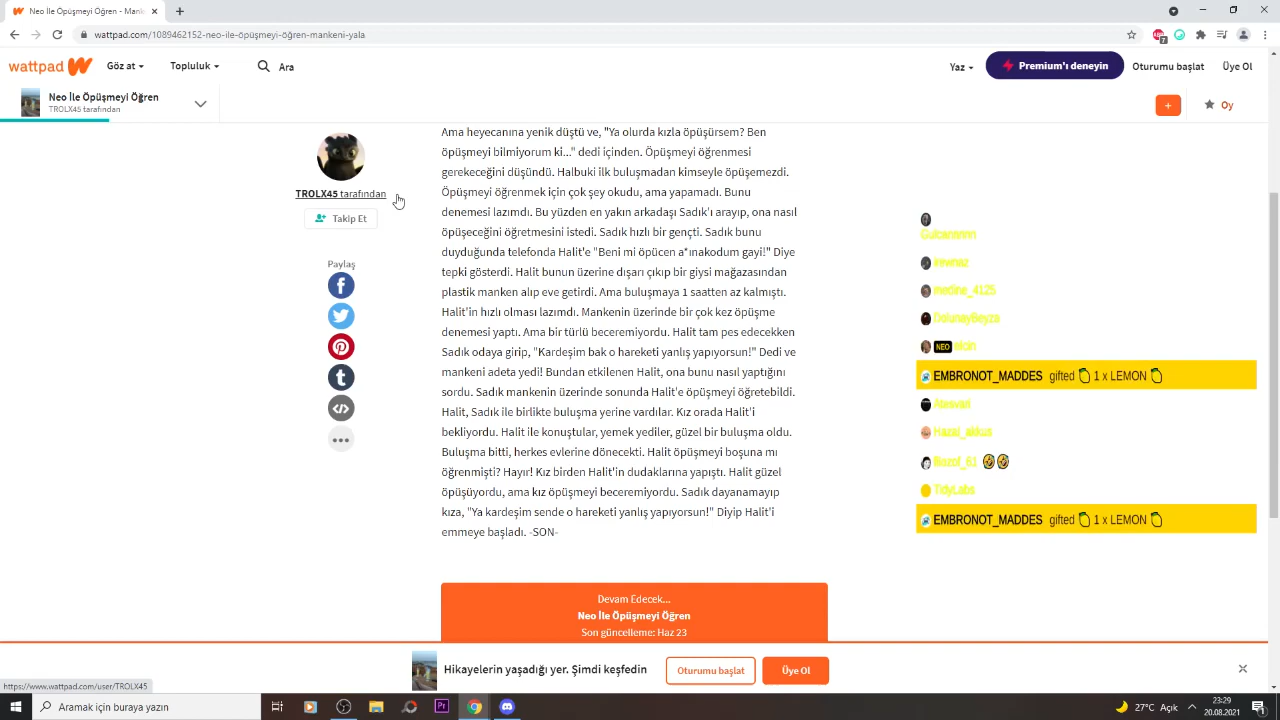 Neo İle Öpüşmeyi Öğren - Mank
wattpad.com/1089462152-neo-ile-öpüşmeyi-öğren-mankeni-yala
7
wattpad
Göz at
Topluluk
Ara
Yaz
Premium'ı deneyin
Oturumu başlat
Üye Ol
Neo İle Öpüşmeyi Öğren
TROLX45 tarafından
+
Oy
TROLX45 tarafından
Takip Et
Paylaş
Ama heyecanına yenik düştü ve, "Ya olurda kızla öpüşürsem? Ben
öpüşmeyi bilmiyorum ki..." dedi içinden. Öpüşmeyi öğrenmesi
gerekeceğini düşündü. Halbuki ilk buluşmadan kimseyle öpüşemezdi.
Öpüşmeyi öğrenmek için çok şey okudu, ama yapamadı. Bunu
denemesi lazımdı. Bu yüzden en yakın arkadaşı Sadık'ı arayıp, ona nasıl
öpüşeceğini öğretmesini istedi. Sadık hızlı bir gençti. Sadık bunu
duyduğunda telefonda Halit'e "Beni mi öpücen a*ınakodum gayi!" Diye
tepki gösterdi. Halit bunun üzerine dışarı çıkıp bir giysi mağazasından
plastik manken alıp eve getirdi. Ama buluşmaya 1 saatten az kalmıştı.
Halit'in hızlı olması lazımdı. Mankenin üzerinde bir çok kez öpüşme
denemesi yaptı. Ama bir türlü beceremiyordu. Halit tam pes edecekken
Sadık odaya girip, "Kardeşim bak o hareketi yanlış yapıyorsun!" Dedi ve
mankeni adeta yedi! Bundan etkilenen Halit, ona bunu nasıl yaptığını
sordu. Sadık mankenin üzerinde sonunda Halit'e öpüşmeyi öğretebildi.
Halit, Sadık ile birlikte buluşma yerine vardılar. Kız orada Halit'i
bekliyordu. Halit ile konuştular, yemek yediler, güzel bir buluşma oldu.
Buluşma bitti, herkes evlerine dönecekti. Halit öpüşmeyi boşuna mı
öğrenmişti? Hayır! Kız birden Halit'in dudaklarına yapıştı. Halit güzel
öpüşüyordu, ama kız öpüşmeyi beceremiyordu. Sadık dayanamayıp
kıza, "Ya kardeşim sende o hareketi yanlış yapıyorsun!" Diyip Halit'i
emmeye başladı. -SON-
Gulcannnnn
irewnaz
medine_4125
DolunayBeyza
NEO elcin
EMBRONOT_MADDES gifted 1 x LEMON
Atesvari
Hazal_akkus
filozof_61
TidyLabs
EMBRONOT_MADDES gifted 1 x LEMON
Devam Edecek...
Neo İle Öpüşmeyi Öğren
Son güncelleme: Haz 23
Hikayelerin yaşadığı yer. Şimdi keşfedin
Oturumu başlat
Üye Ol
https://www.wattpad.com/user/TROLX45
Aramak için buraya yazın
Pr
27°C Açık
23:29
20.08.2021
1